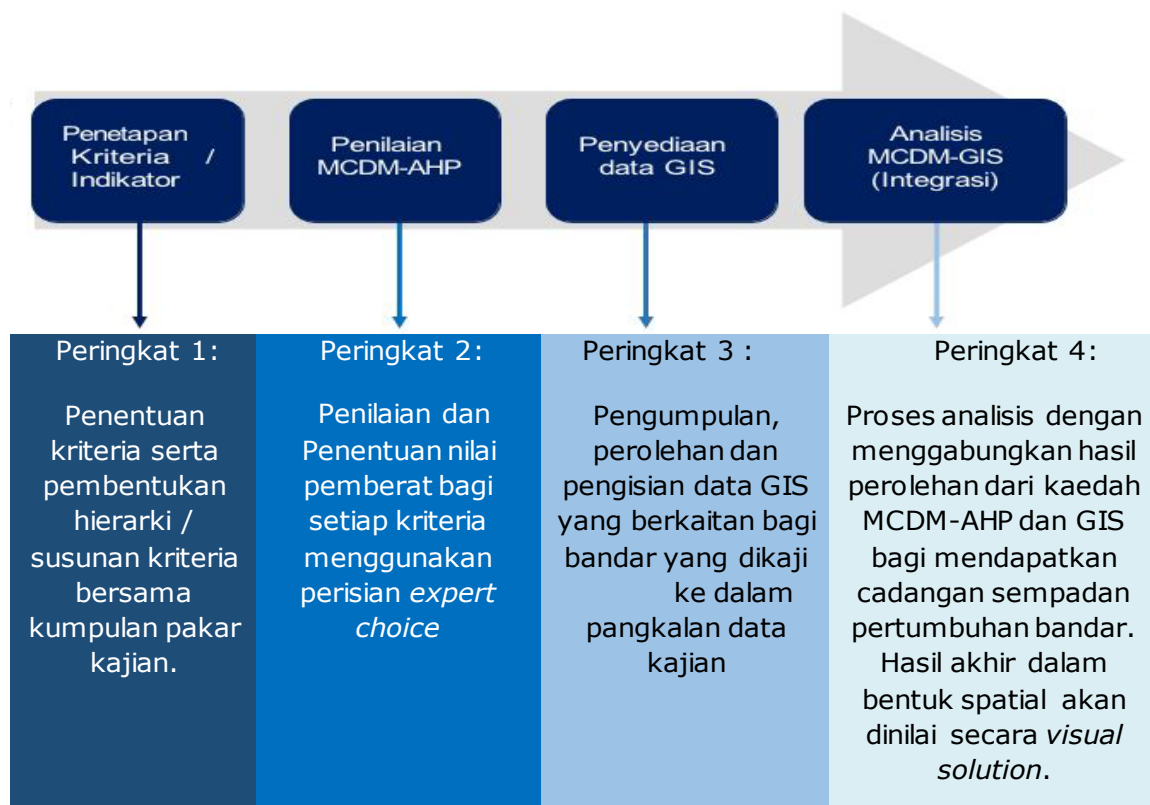 Penetapan
Kriteria /
Indikator
Penilaian
MCDM-AHP
Penyediaan
data GIS
Analisis
MCDM-GIS
(Integrasi)
Peringkat 1:
Penentuan
kriteria serta
pembentukan
hierarki /
susunan kriteria
bersama
kumpulan pakar
kajian.
Peringkat 2:
Penilaian dan
Penentuan nilai
pemberat bagi
setiap kriteria
menggunakan
perisian expert
choice
Peringkat 3 :
Pengumpulan,
perolehan dan
pengisian data GIS
yang berkaitan bagi
bandar yang dikaji
ke dalam
pangkalan data
kajian
Peringkat 4:
Proses analisis dengan
menggabungkan hasil
perolehan dari kaedah
MCDM-AHP dan GIS
bagi mendapatkan
cadangan sempadan
pertumbuhan bandar.
Hasil akhir dalam
bentuk spatial akan
dinilai secara visual
solution.